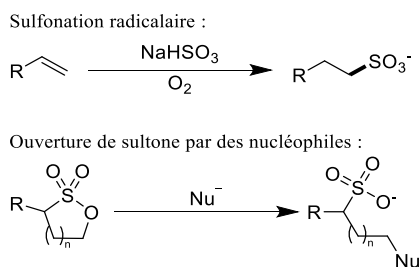 Sulfonation radicalaire :
R
NaHSO₃
O₂
R
SO₃⁻
Ouverture de sultone par des nucléophiles :
O O
R S O
n
Nu⁻
O O
R S O⁻
n
Nu